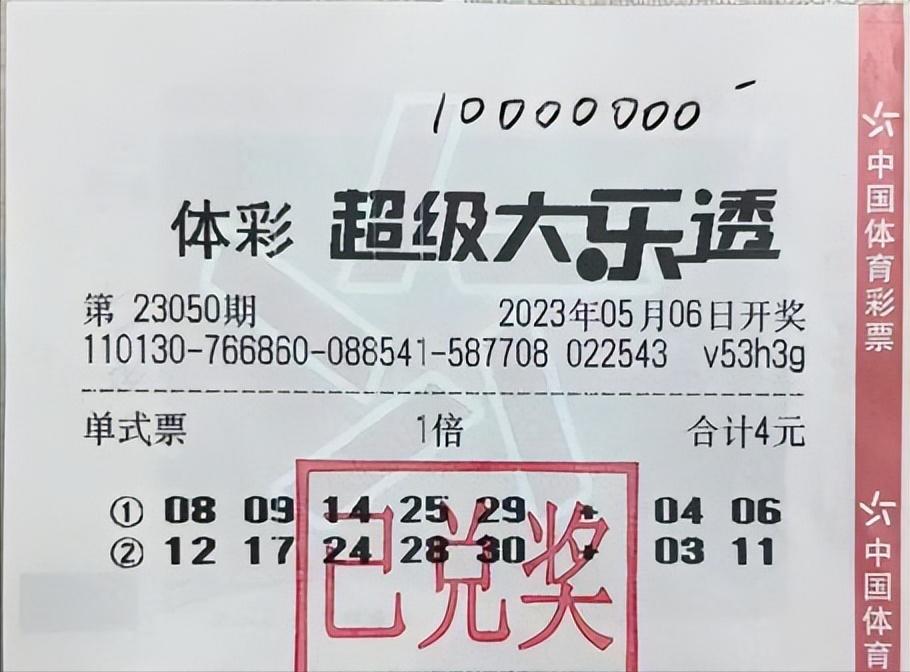 10000000
体彩 超级大乐透
第 23050期 2023年05月06日开奖
110130-766860-088541-587708 022543 v53h3g
单式票 1倍 合计4元
① 08 09 14 25 29 + 04 06
② 12 17 24 28 30 + 03 11
已兑奖
中国体育彩票
中国体育